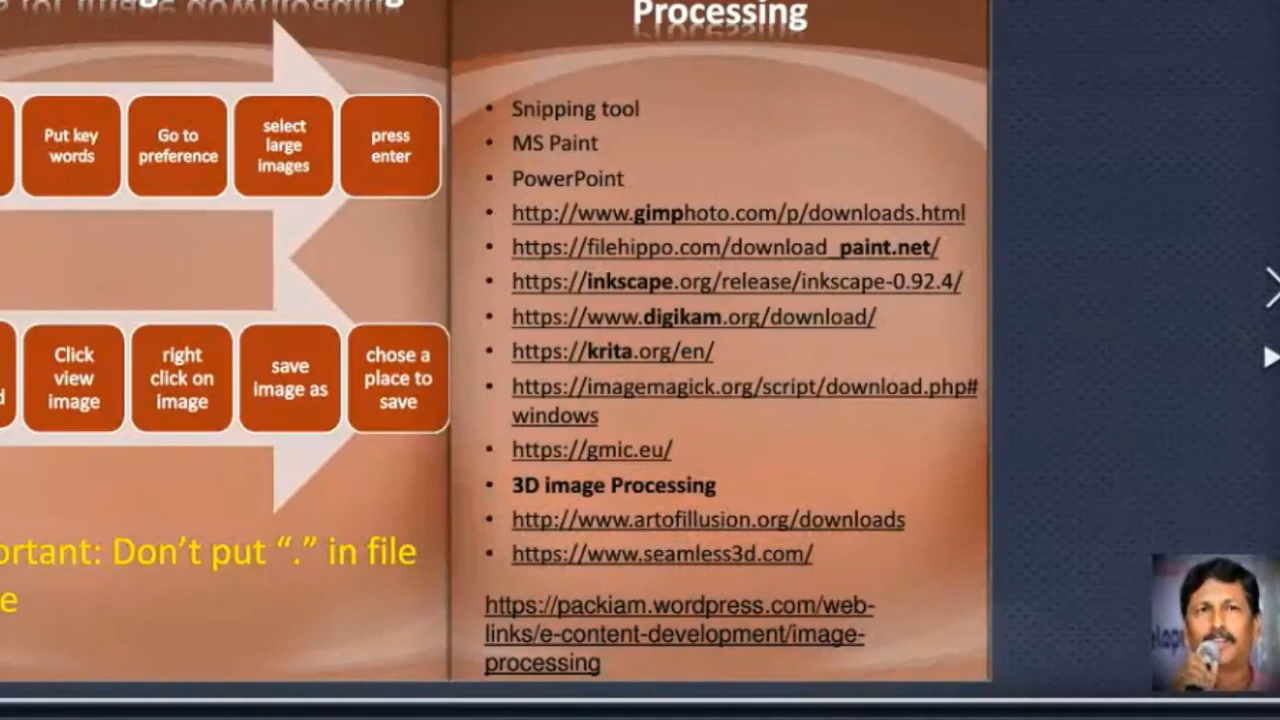 for image downloading
Put key
words
Go to
preference
select
large
images
press
enter
Click
view
image
right
click on
image
save
image as
chose a
place to
save
ortant: Don't put “.” in file
e
Processing
• Snipping tool
• MS Paint
• PowerPoint
• http://www.gimphoto.com/p/downloads.html
• https://filehippo.com/download_paint.net/
• https://inkscape.org/release/inkscape-0.92.4/
• https://www.digikam.org/download/
• https://krita.org/en/
• https://imagemagick.org/script/download.php#
windows
• https://gmic.eu/
• 3D image Processing
• http://www.artofillusion.org/downloads
• https://www.seamless3d.com/
https://packiam.wordpress.com/web-
links/e-content-development/image-
processing